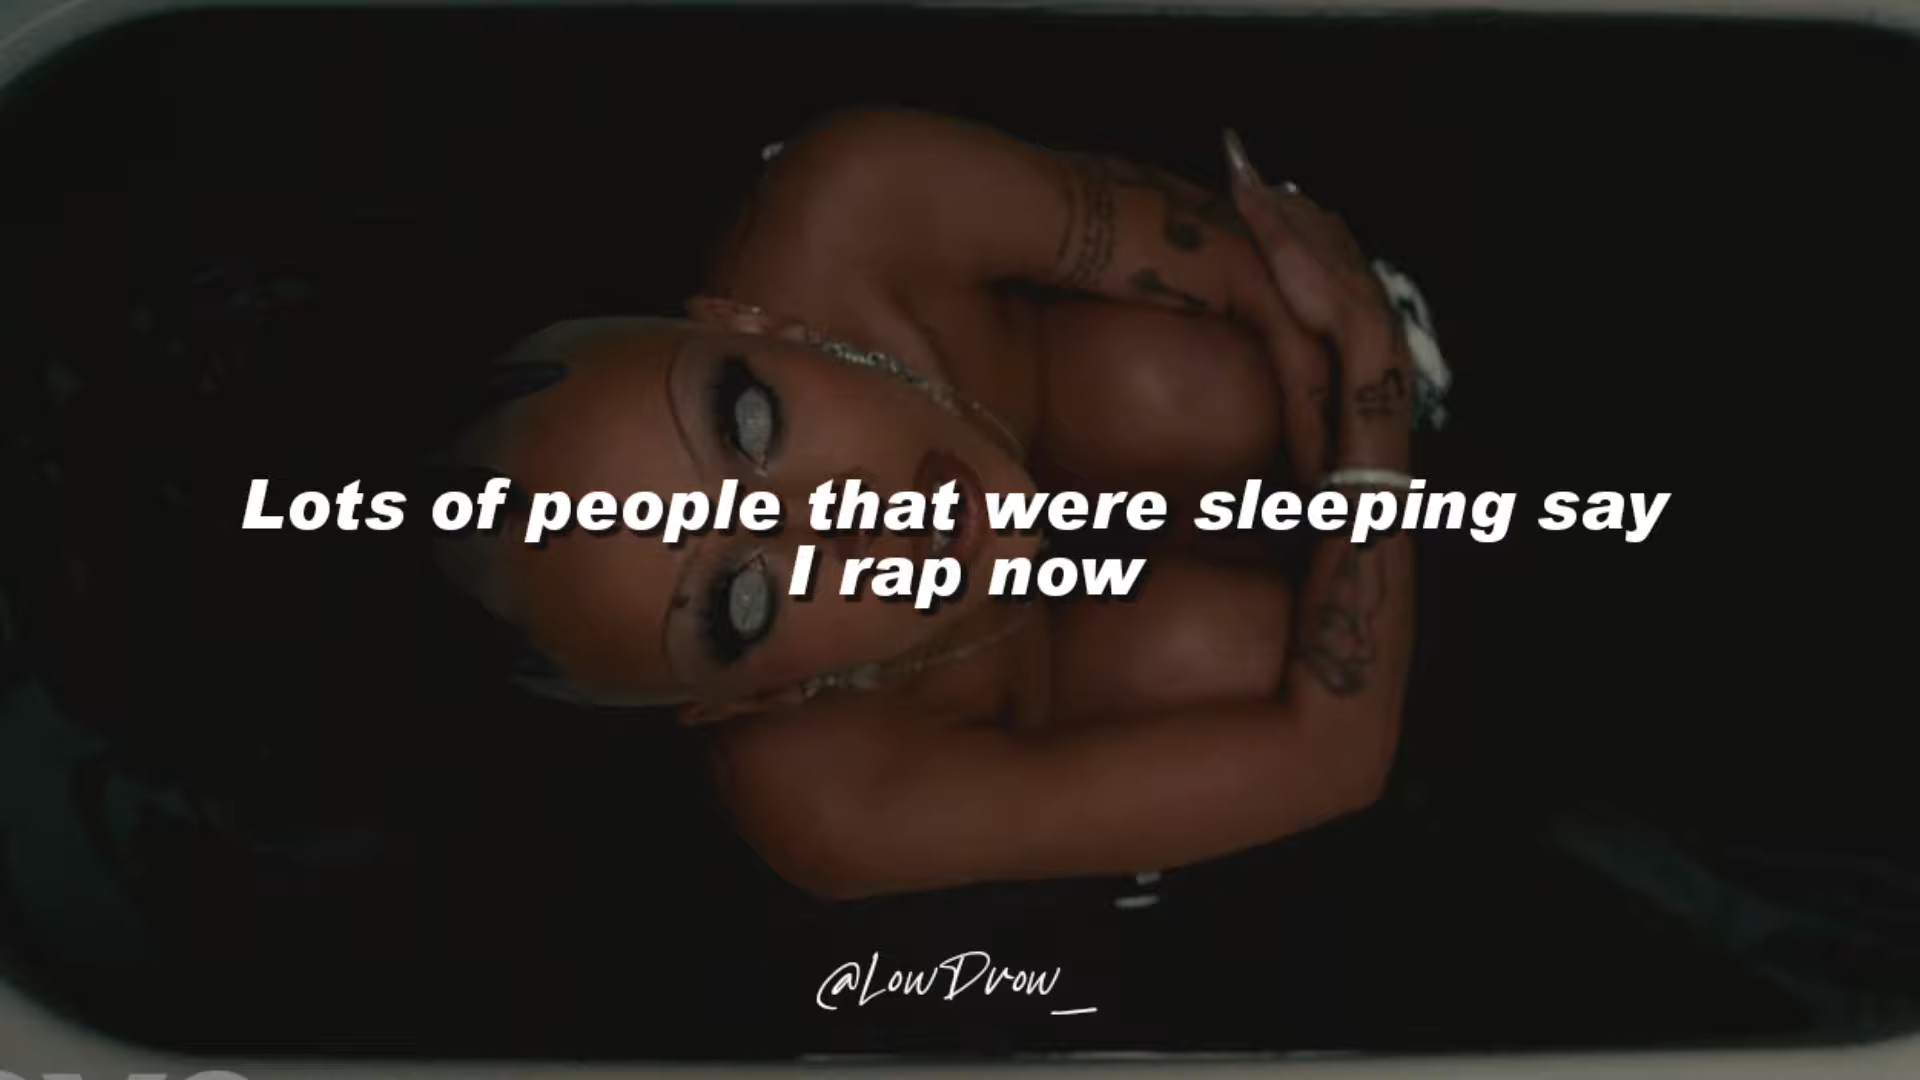 Lots of people that were sleeping say
I rap now
@LowDrow_